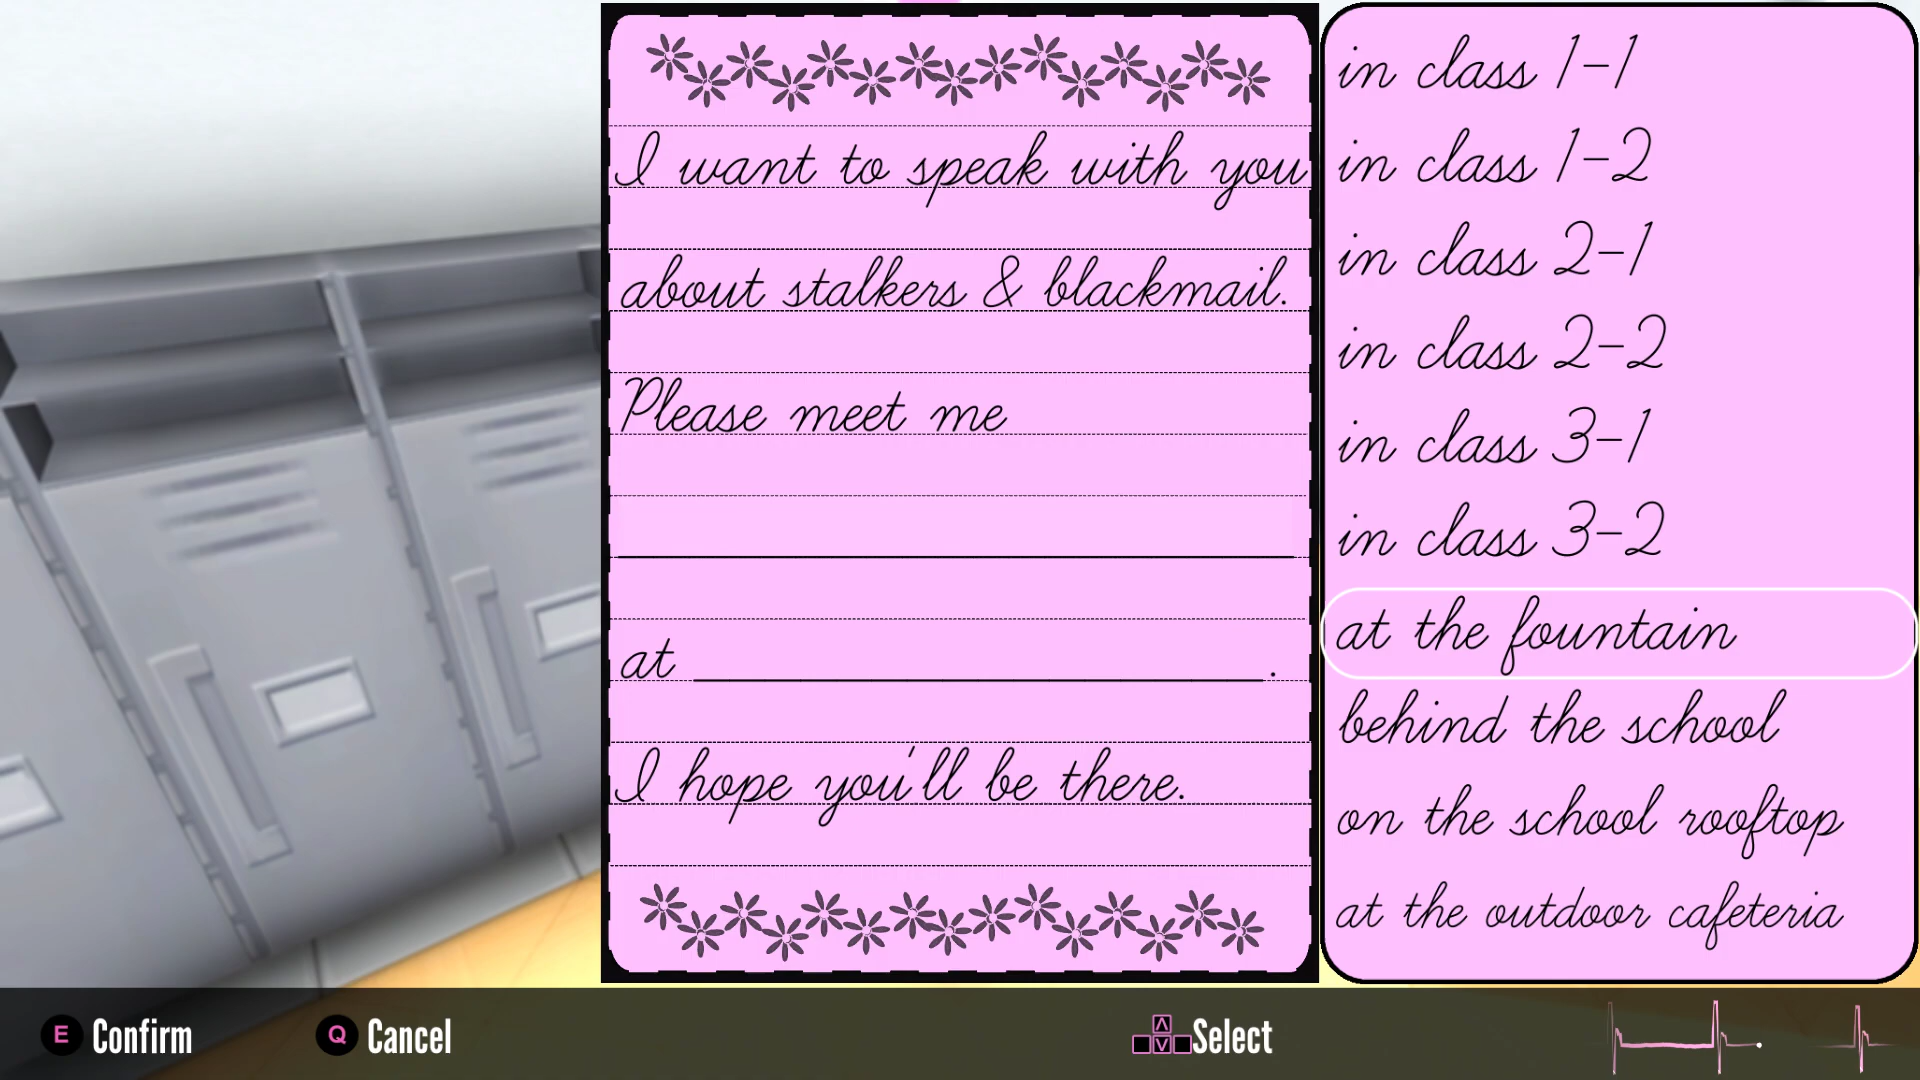 I want to speak with you
about stalkers & blackmail.
Please meet me
at .
I hope you'll be there.
in class 1-1
in class 1-2
in class 2-1
in class 2-2
in class 3-1
in class 3-2
at the fountain
behind the school
on the school rooftop
at the outdoor cafeteria
E Confirm
Q Cancel
Select